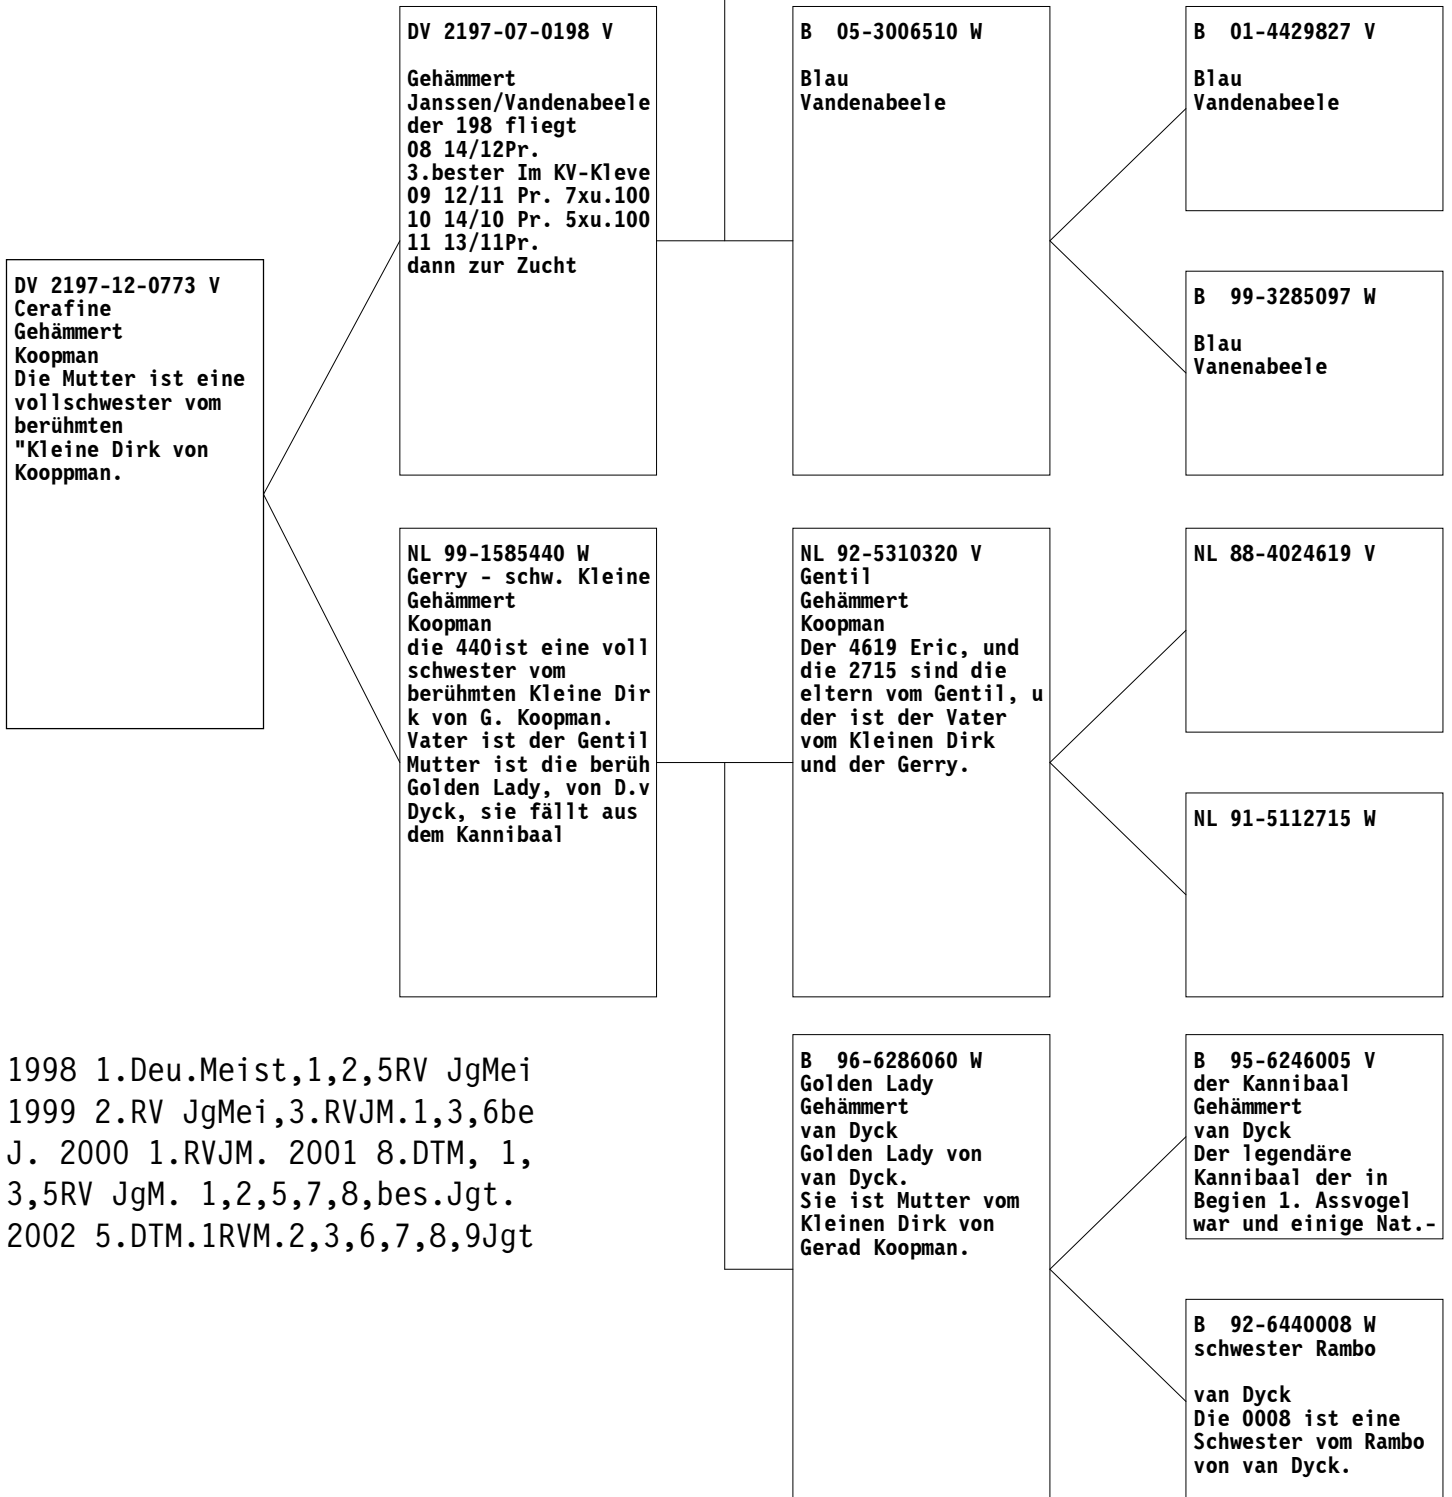 DV 2197-12-0773 V
Cerafine
Gehämmert
Koopman
Die Mutter ist eine
vollschwester vom
berühmten
"Kleine Dirk von
Kooppman.
DV 2197-07-0198 V
Gehämmert
Janssen/Vandenabeele
der 198 fliegt
08 14/12Pr.
3.bester Im KV-Kleve
09 12/11 Pr. 7xu.100
10 14/10 Pr. 5xu.100
11 13/11Pr.
dann zur Zucht
NL 99-1585440 W
Gerry - schw. Kleine
Gehämmert
Koopman
die 440ist eine voll
schwester vom
berühmten Kleine Dir
k von G. Koopman.
Vater ist der Gentil
Mutter ist die berüh
Golden Lady, von D.v
Dyck, sie fällt aus
dem Kannibaal
B  05-3006510 W
Blau
Vandenabeele
NL 92-5310320 V
Gentil
Gehämmert
Koopman
Der 4619 Eric, und
die 2715 sind die
eltern vom Gentil, u
der ist der Vater
vom Kleinen Dirk
und der Gerry.
B  96-6286060 W
Golden Lady
Gehämmert
van Dyck
Golden Lady von
van Dyck.
Sie ist Mutter vom
Kleinen Dirk von
Gerad Koopman.
B  01-4429827 V
Blau
Vandenabeele
B  99-3285097 W
Blau
Vanenabeele
NL 88-4024619 V
NL 91-5112715 W
B  95-6246005 V
der Kannibaal
Gehämmert
van Dyck
Der legendäre
Kannibaal der in
Begien 1. Assvogel
war und einige Nat.-
B  92-6440008 W
schwester Rambo
van Dyck
Die 0008 ist eine
Schwester vom Rambo
von van Dyck.
1998 1.Deu.Meist,1,2,5RV JgMei
1999 2.RV JgMei,3.RVJM.1,3,6be
J. 2000 1.RVJM. 2001 8.DTM, 1,
3,5RV JgM. 1,2,5,7,8,bes.Jgt.
2002 5.DTM.1RVM.2,3,6,7,8,9Jgt